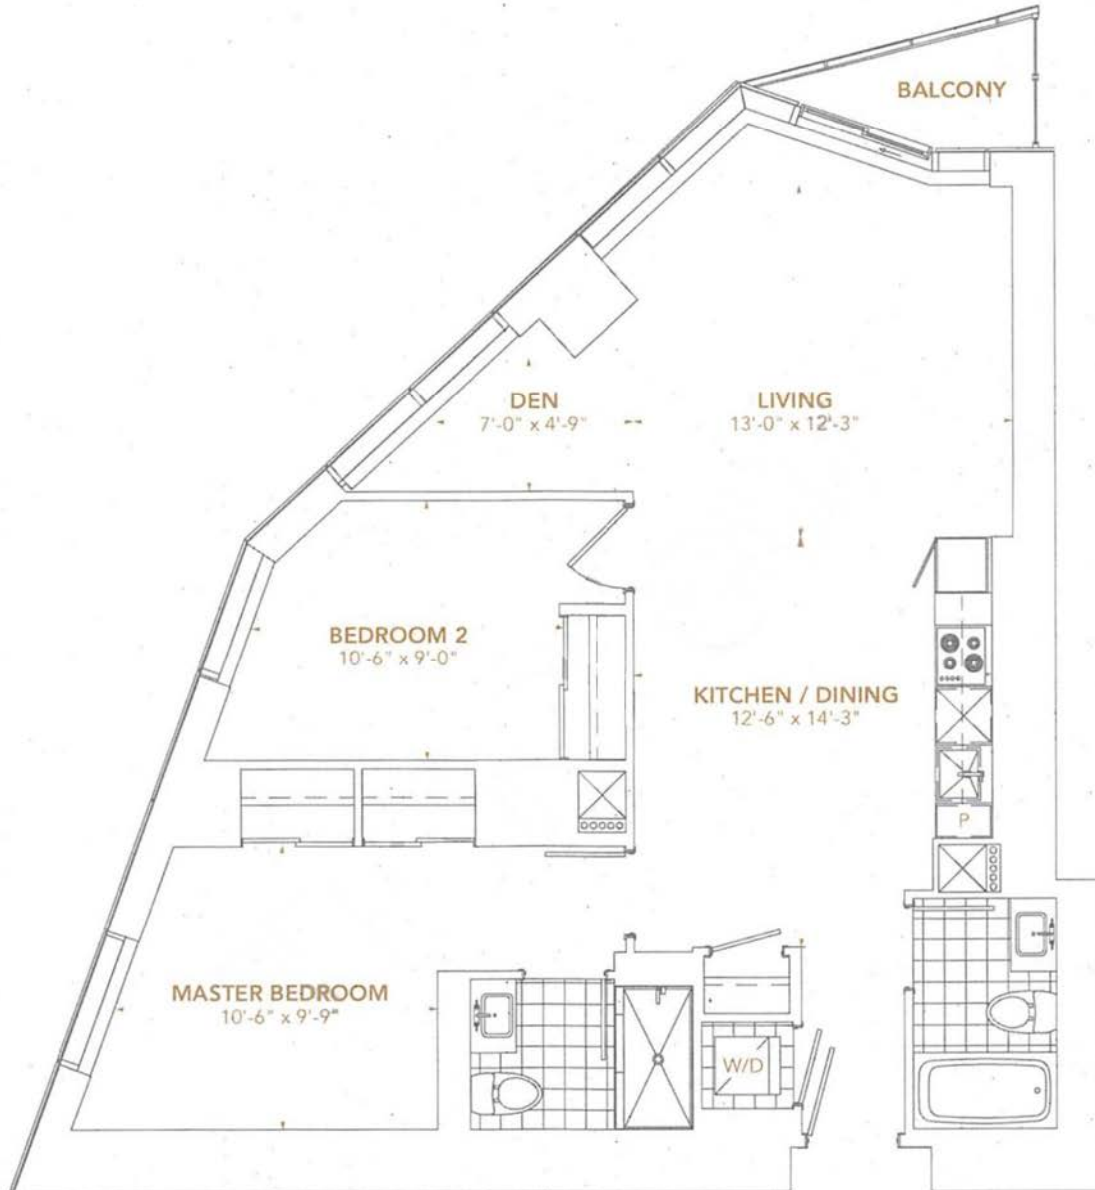 BALCONY
DEN
7'-0" x 4'-9"
LIVING
13'-0" x 12'-3"
BEDROOM 2
10'-6" x 9'-0"
KITCHEN / DINING
12'-6" x 14'-3"
P
MASTER BEDROOM
10'-6" x 9'-9"
W/D